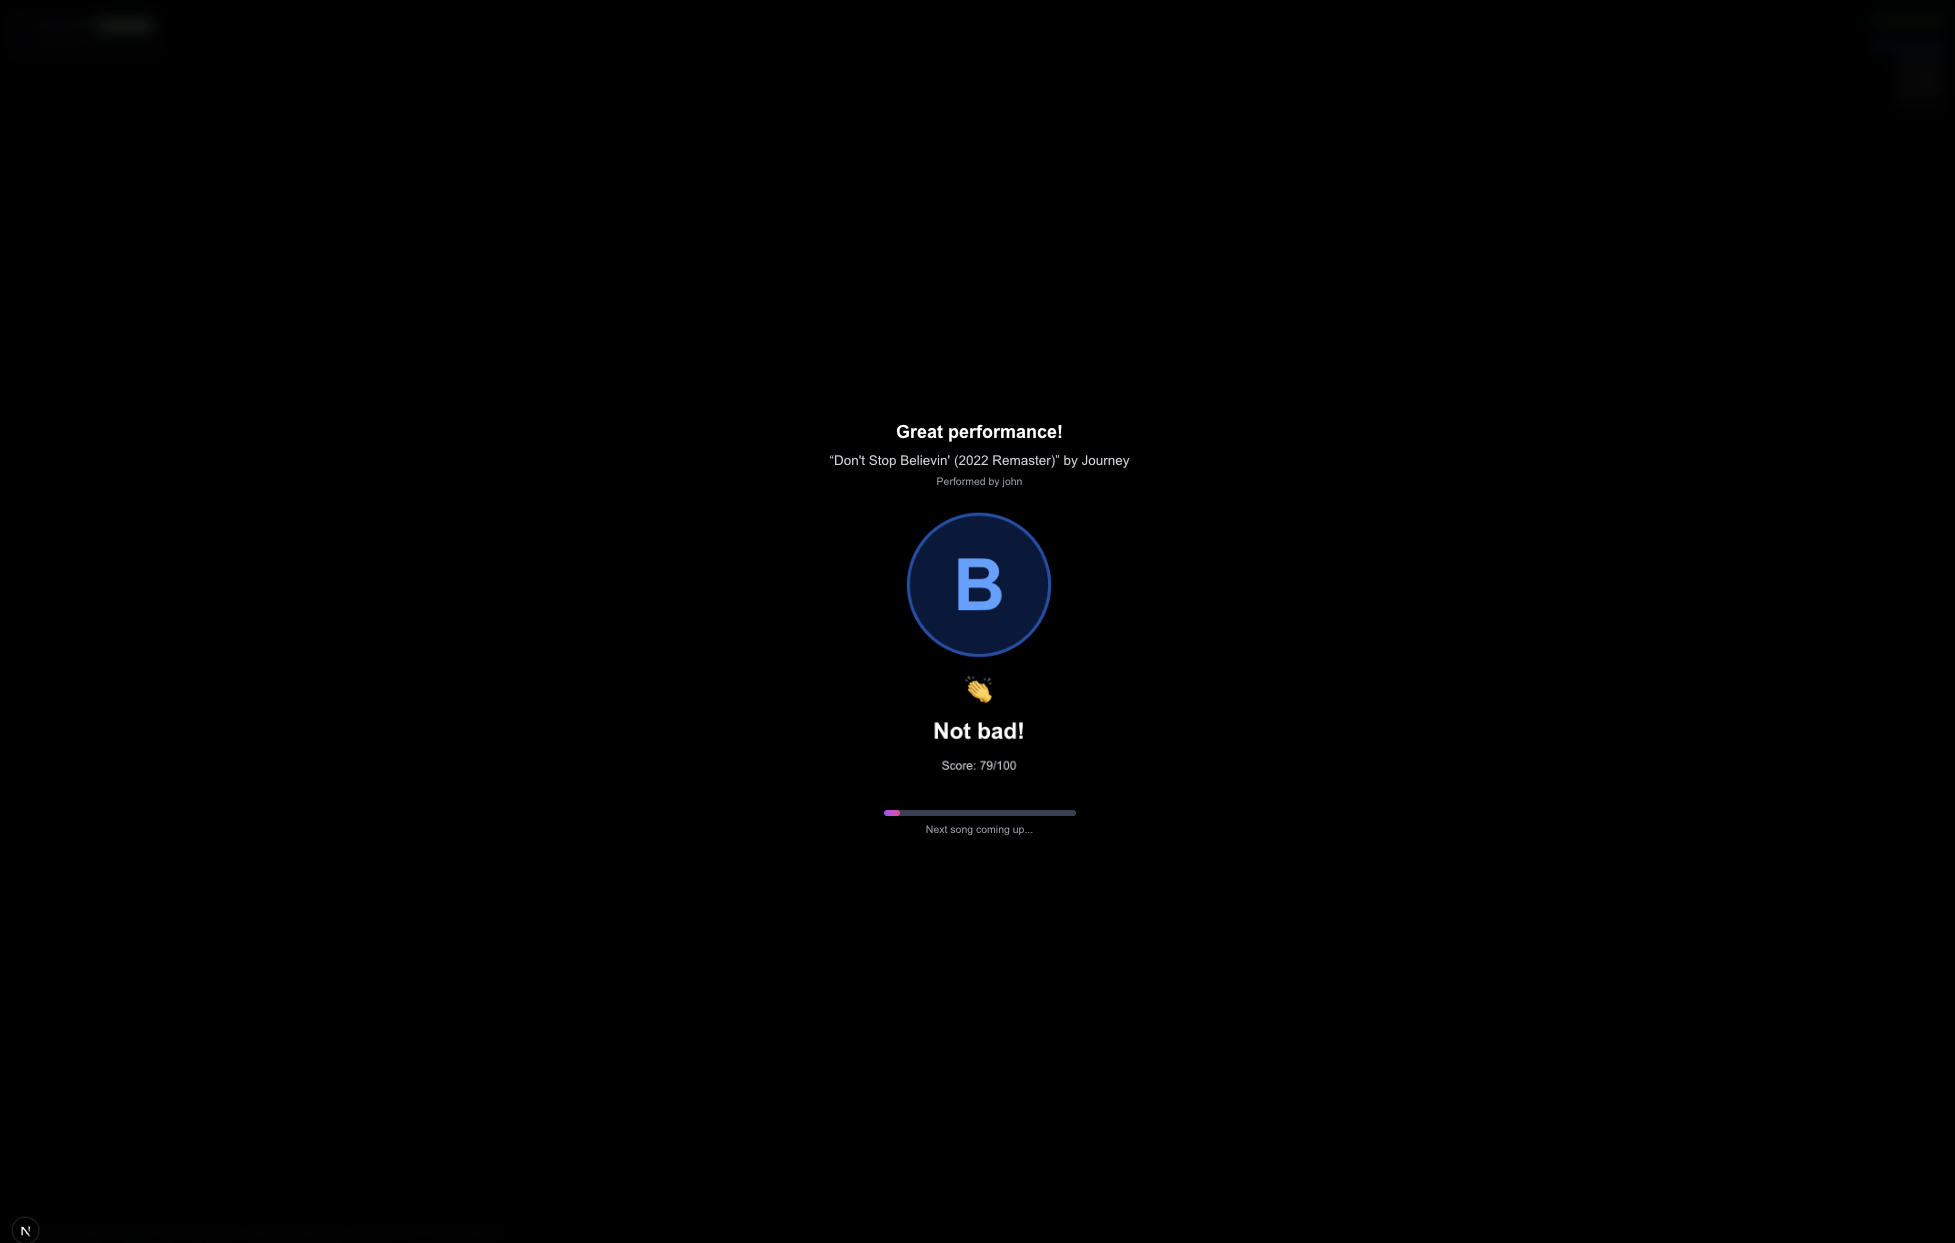 Great performance!
“Don't Stop Believin' (2022 Remaster)” by Journey
Performed by john
B
Not bad!
Score: 79/100
Next song coming up...
N